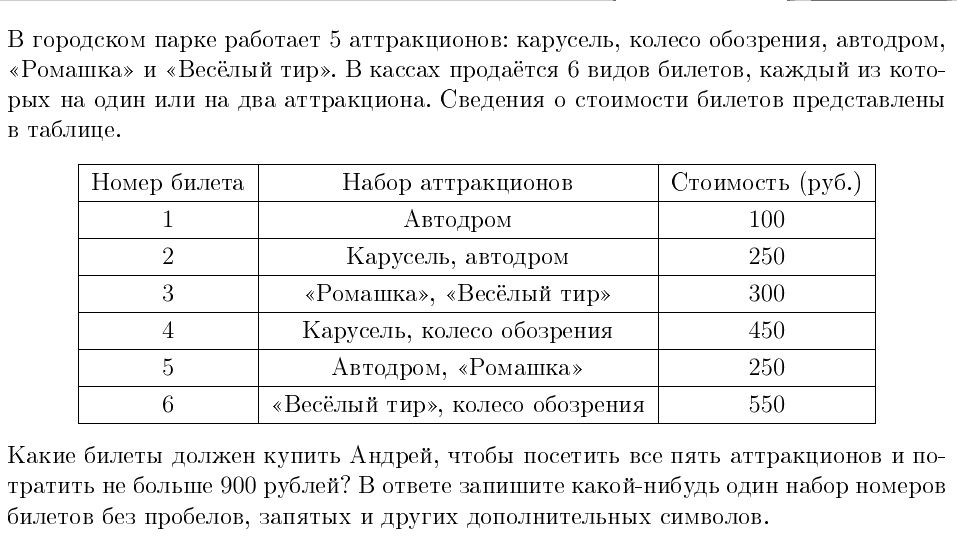 В городском парке работает 5 аттракционов: карусель, колесо обозрения, автодром,
«Ромашка» и «Весёлый тир». В кассах продаётся 6 видов билетов, каждый из кото-
рых на один или на два аттракциона. Сведения о стоимости билетов представлены
в таблице.
Номер билета Набор аттракционов Стоимость (руб.)
1 Автодром 100
2 Карусель, автодром 250
3 «Ромашка», «Весёлый тир» 300
4 Карусель, колесо обозрения 450
5 Автодром, «Ромашка» 250
6 «Весёлый тир», колесо обозрения 550
Какие билеты должен купить Андрей, чтобы посетить все пять аттракционов и по-
тратить не больше 900 рублей? В ответе запишите какой-нибудь один набор номеров
билетов без пробелов, запятых и других дополнительных символов.